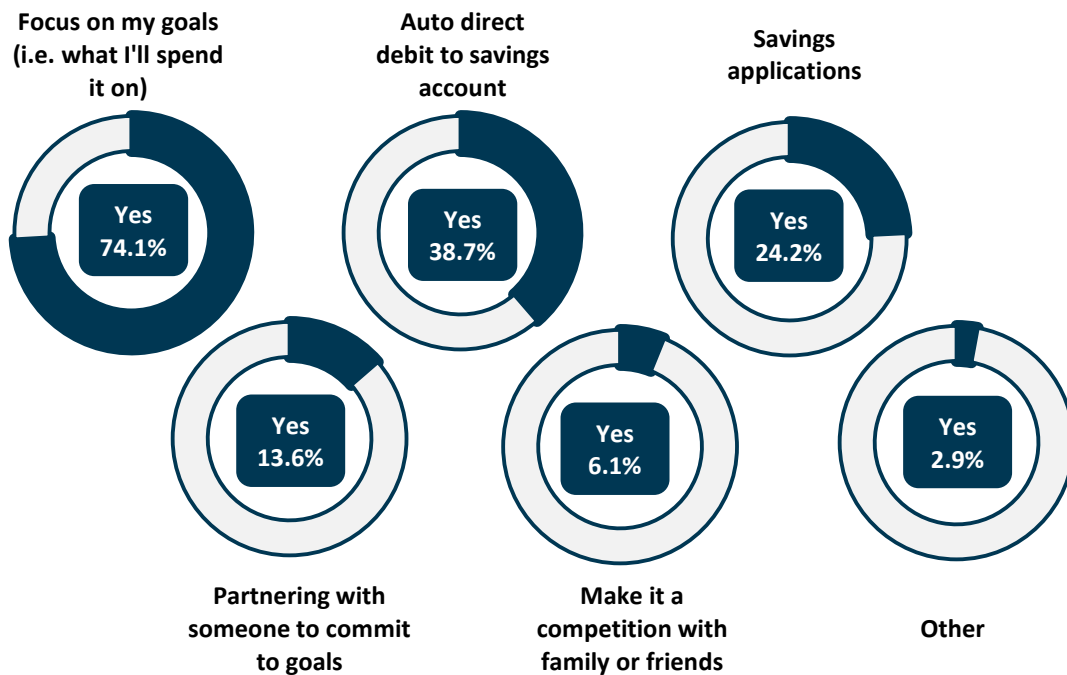 Focus on my goals
(i.e. what I'll spend
it on)
Auto direct
debit to savings
account
Savings
applications
Yes
74.1%
Yes
38.7%
Yes
24.2%
Yes
13.6%
Yes
6.1%
Yes
2.9%
Partnering with
someone to commit
to goals
Make it a
competition with
family or friends
Other